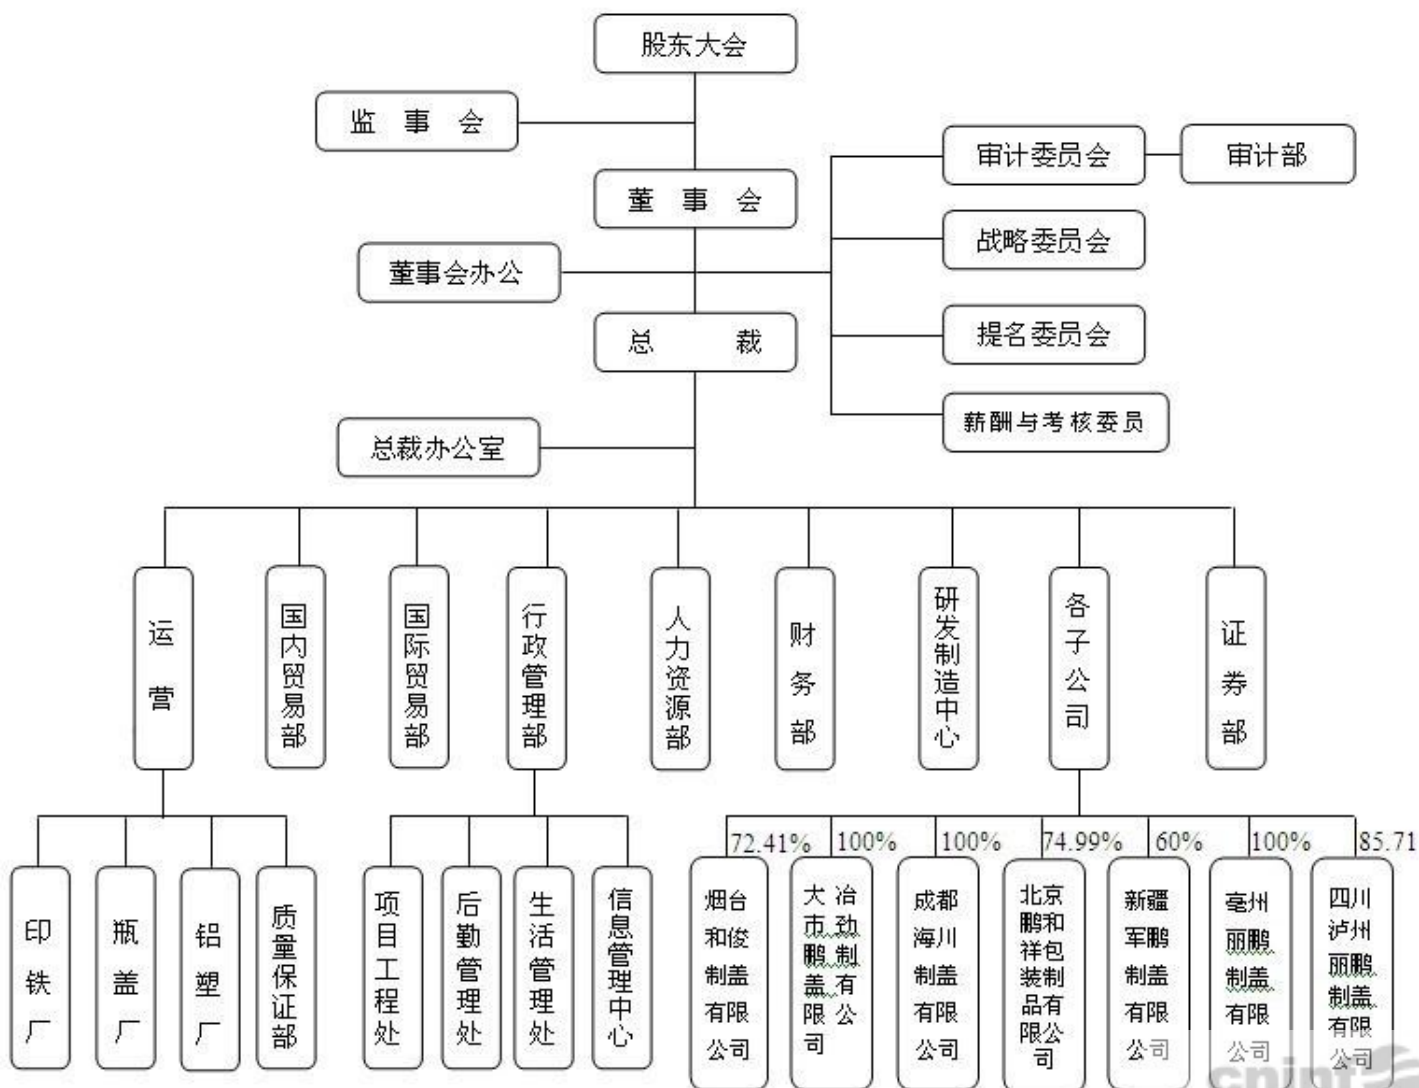 股东大会
监 事 会
董 事 会
审计委员会
审计部
战略委员会
董事会办公
提名委员会
总 裁
薪酬与考核委员
总裁办公室
运营
国内贸易部
国际贸易部
行政管理部
人力资源部
财务部
研发制造中心
各子公司
证券部
72.41%
100%
100%
74.99%
60%
100%
85.71
印铁厂
瓶盖厂
铝塑厂
质量保证部
项目工程处
后勤管理处
生活管理处
信息管理中心
烟台
和俊
制盖
有限
公司
大冶
市劲
鹏制
盖有
限公
司
成都
海川
制盖
有限
公司
北京
鹏和
祥包
装制
品有
限公
司
新疆
军鹏
制盖
有限
公司
亳州
丽鹏
制盖
有限
公司
四川
泸州
丽鹏
制盖
有限
公司
cninf